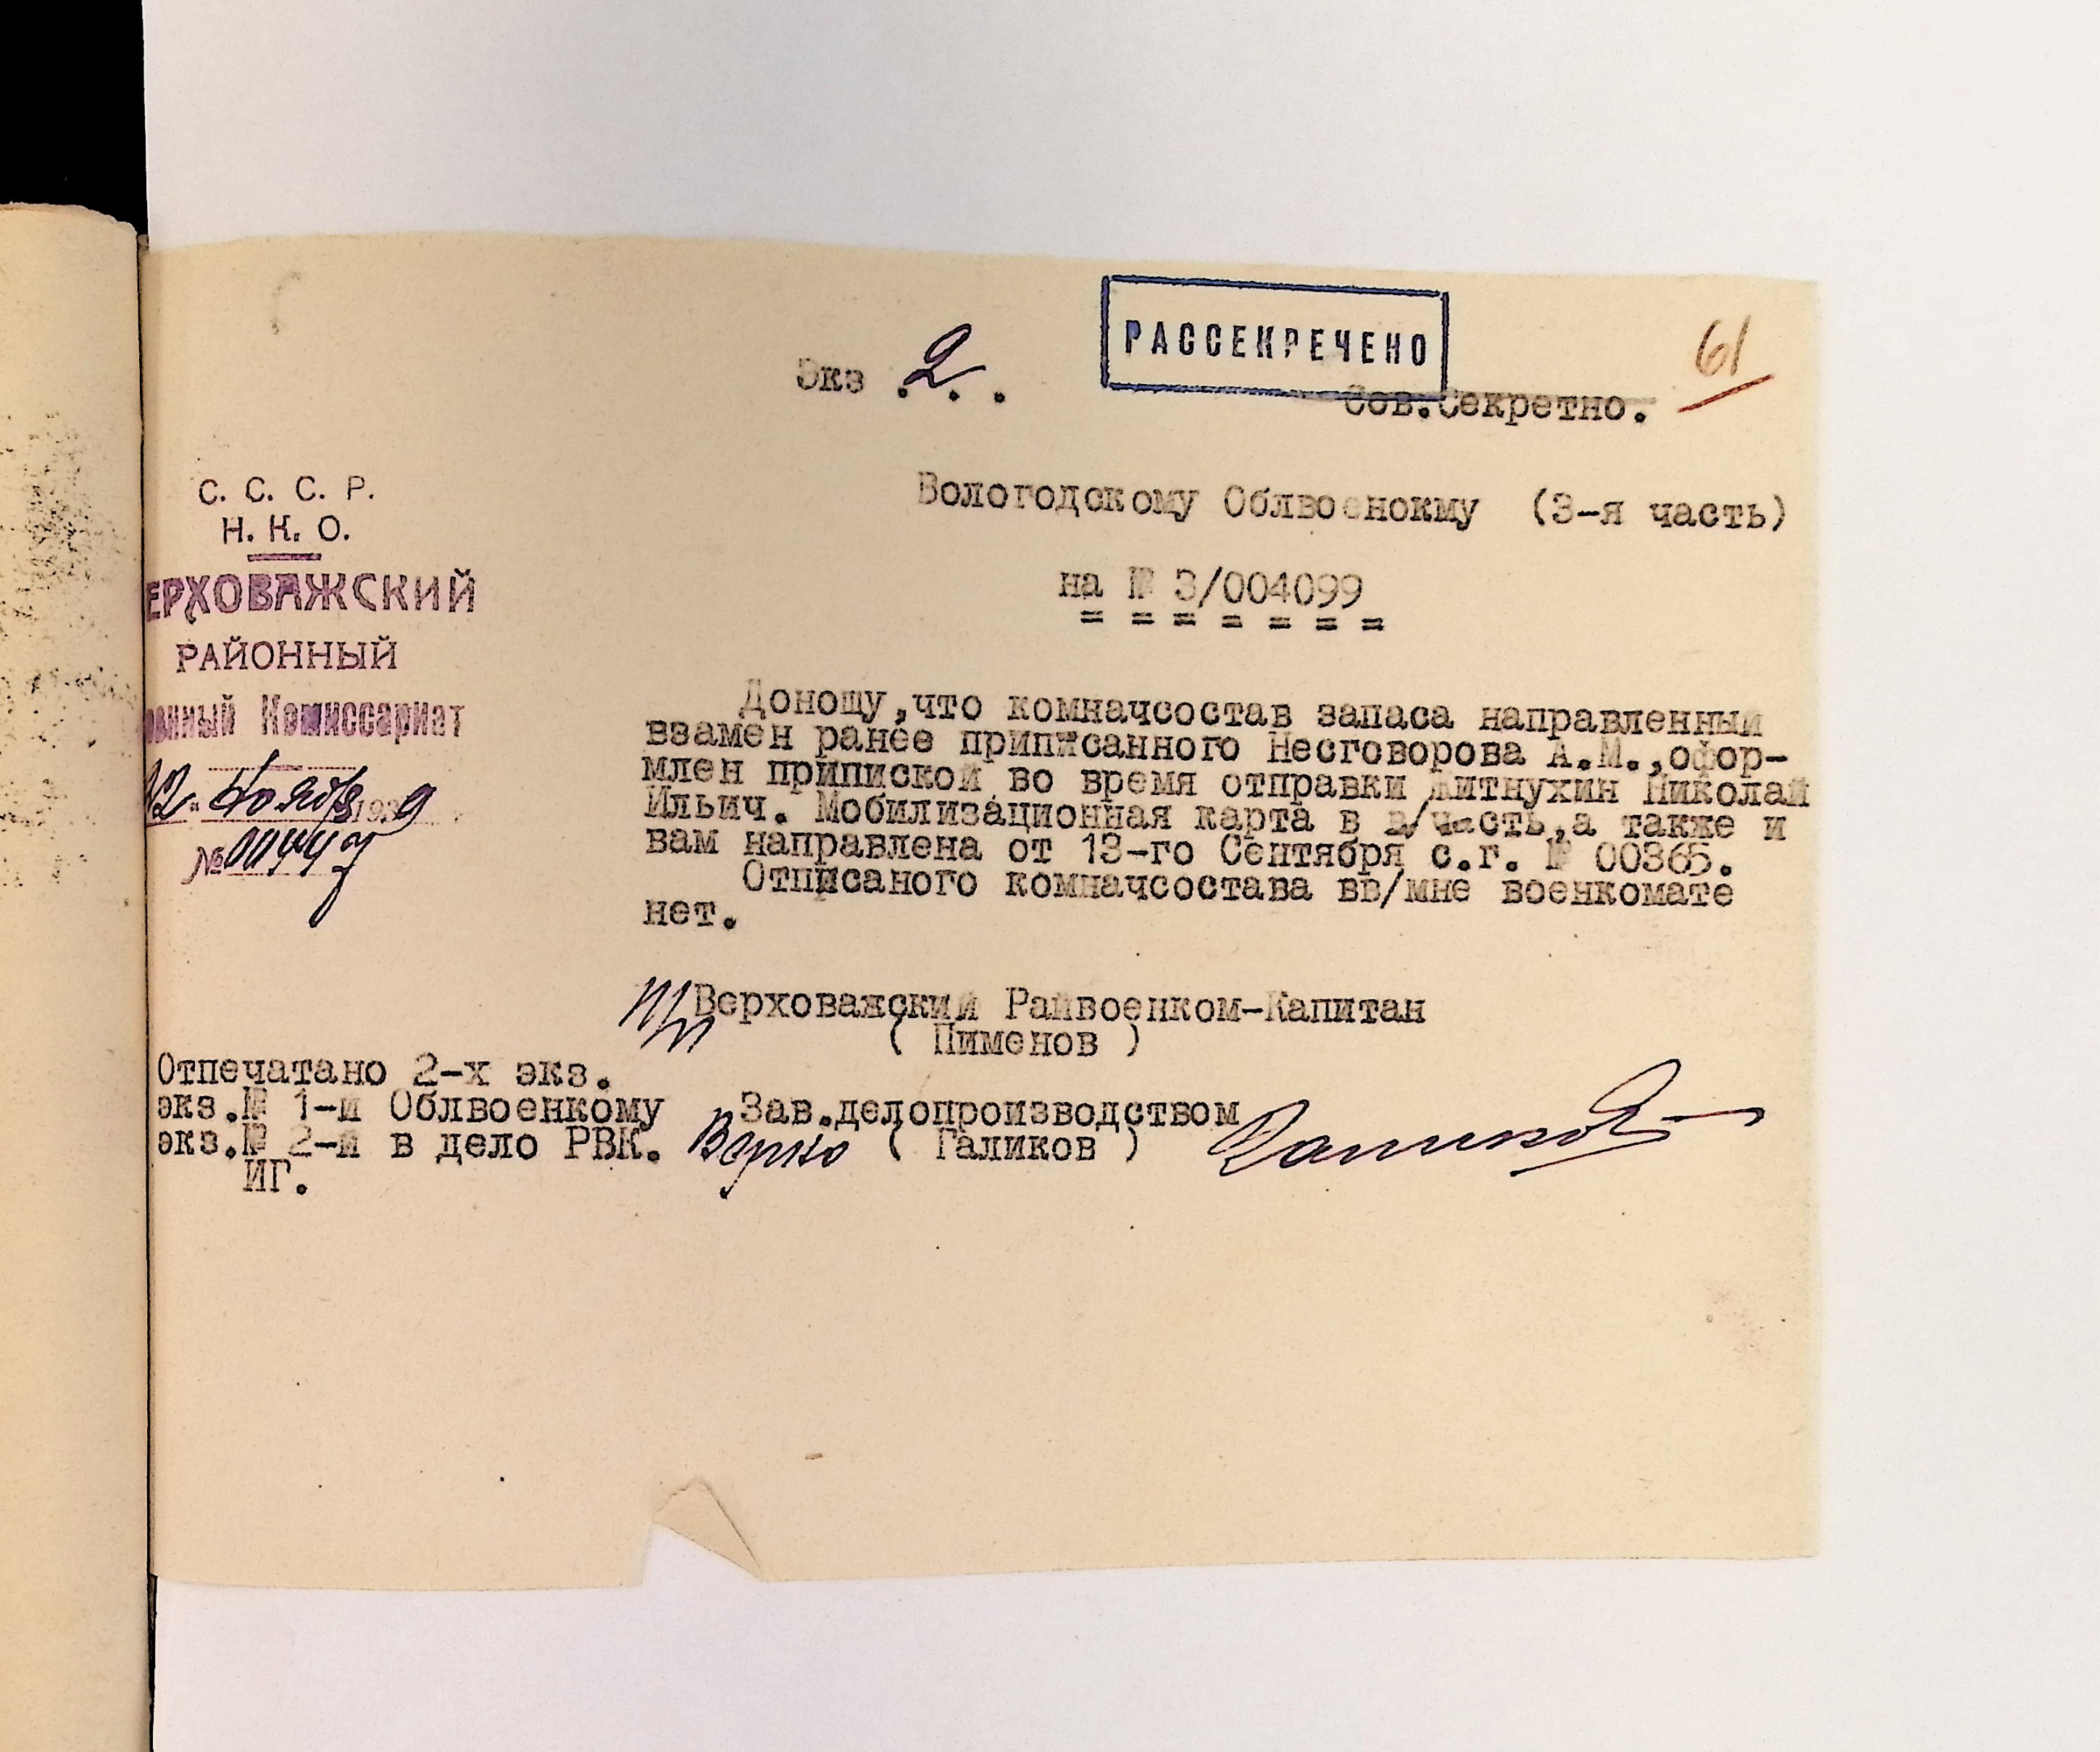 61
РАССЕКРЕЧЕНО
Экз .2. .
Сов.Секретно.
С. С. С. Р.
Н. К. О.
ЕРХОВАЖСКИЙ
РАЙОННЫЙ
Комиссариат
Вологодскому Облвоенокму (3-я часть)
на № 3/004099
= = = = = = =
Доношу,что комначсостав запаса направленный
взамен ранее приписанного Несговорова А.М.,офор-
млен припиской во время отправки Житнухин Николай
Ильич. Мобилизационная карта в в/часть,а также и
вам направлена от 13-го Сентября с.г. № 00365.
Отписаного комначсостава вв/мне военкомате
нет.
12 Ноября 1939
№ 00447
Верховажский Райвоенком-Капитан
( Пименов )
Отпечатано 2-х экз.
экз.№ 1-й Облвоенкому
экз.№ 2-й в дело РВК.
ИГ.
Зав.делопроизводством
Верно ( Галиков ) Галиков